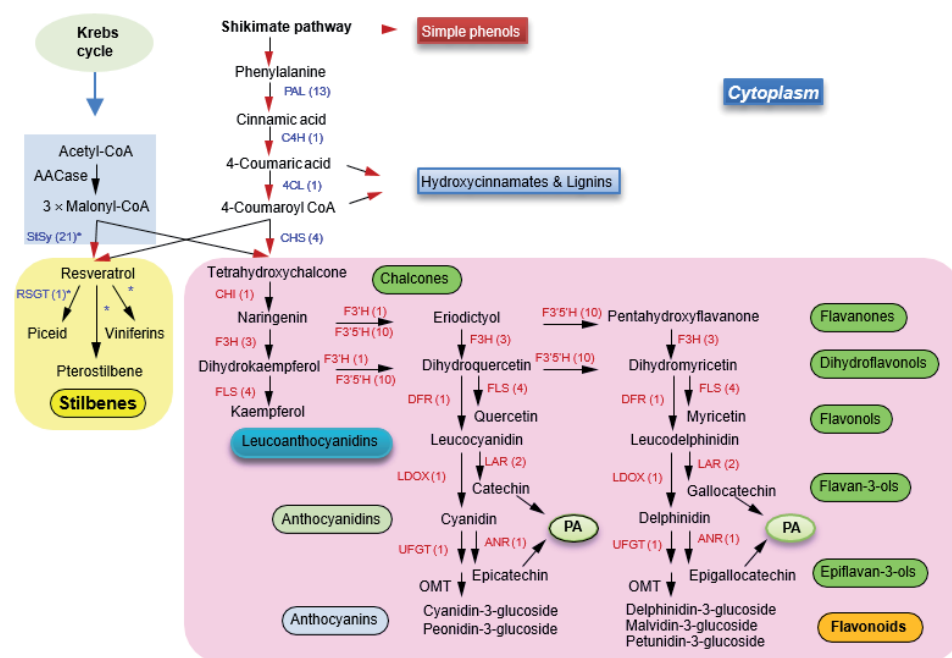 Krebs
cycle
Shikimate pathway
Simple phenols
Cytoplasm
Phenylalanine
PAL (13)
Cinnamic acid
C4H (1)
4-Coumaric acid
4CL (1)
4-Coumaroyl CoA
CHS (4)
Hydroxycinnamates & Lignins
Acetyl-CoA
AACase
3 × Malonyl-CoA
StSy (21)*
Resveratrol
RSGT (1)*
*
*
Piceid
Viniferins
Pterostilbene
Stilbenes
Tetrahydroxychalcone
Chalcones
CHI (1)
Naringenin
F3'H (1)
F3'5'H (10)
Eriodictyol
F3'5'H (10)
Pentahydroxyflavanone
Flavanones
F3H (3)
F3H (3)
F3H (3)
Dihydrokaempferol
F3'H (1)
F3'5'H (10)
Dihydroquercetin
F3'5'H (10)
Dihydromyricetin
Dihydroflavonols
FLS (4)
DFR (1)
FLS (4)
DFR (1)
FLS (4)
Kaempferol
Quercetin
Myricetin
Flavonols
Leucoanthocyanidins
Leucocyanidin
Leucodelphinidin
LDOX (1)
LAR (2)
LDOX (1)
LAR (2)
Catechin
Gallocatechin
Flavan-3-ols
Anthocyanidins
Cyanidin
PA
Delphinidin
PA
UFGT (1)
ANR (1)
UFGT (1)
ANR (1)
OMT
Epicatechin
OMT
Epigallocatechin
Epiflavan-3-ols
Anthocyanins
Cyanidin-3-glucoside
Peonidin-3-glucoside
Delphinidin-3-glucoside
Malvidin-3-glucoside
Petunidin-3-glucoside
Flavonoids